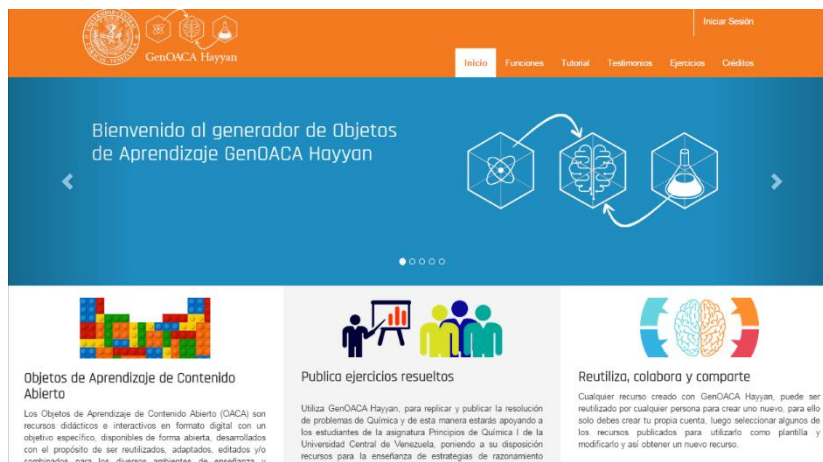 Iniciar Sesión
GenOACA Hayyan
Inicio Funciones Tutorial Testimonios Ejercicios Créditos
Bienvenido al generador de Objetos
de Aprendizaje GenOACA Hayyan
Objetos de Aprendizaje de Contenido
Abierto
Los Objetos de Aprendizaje de Contenido Abierto (OACA) son
recursos didácticos e interactivos en formato digital con un
objetivo específico, disponibles de forma abierta, desarrollados
con el propósito de ser reutilizados, adaptados, editados y/o
combinados para los diversos ambientes de enseñanza y
Publica ejercicios resueltos
Utiliza GenOACA Hayyan, para replicar y publicar la resolución
de problemas de Química y de esta manera estarás apoyando a
los estudiantes de la asignatura Principios de Química I de la
Universidad Central de Venezuela, poniendo a su disposición
recursos para la enseñanza de estrategias de razonamiento
Reutiliza, colabora y comparte
Cualquier recurso creado con GenOACA Hayyan, puede ser
reutilizado por cualquier persona para crear uno nuevo, para ello
solo debes crear tu propia cuenta, luego seleccionar algunos de
los recursos publicados para utilizarlo como plantilla y
modificarlo y así obtener un nuevo recurso.